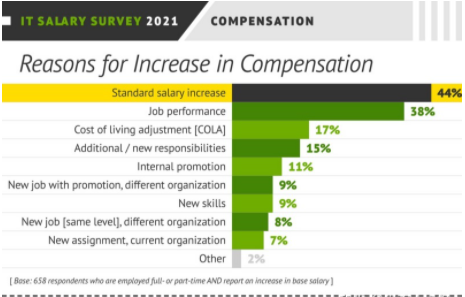 IT SALARY SURVEY 2021 COMPENSATION
Reasons for Increase in Compensation
Standard salary increase 44%
Job performance 38%
Cost of living adjustment [COLA] 17%
Additional / new responsibilities 15%
Internal promotion 11%
New job with promotion, different organization 9%
New skills 9%
New job [same level], different organization 8%
New assignment, current organization 7%
Other 2%
[ Base: 658 respondents who are employed full- or part-time AND report an increase in base salary ]